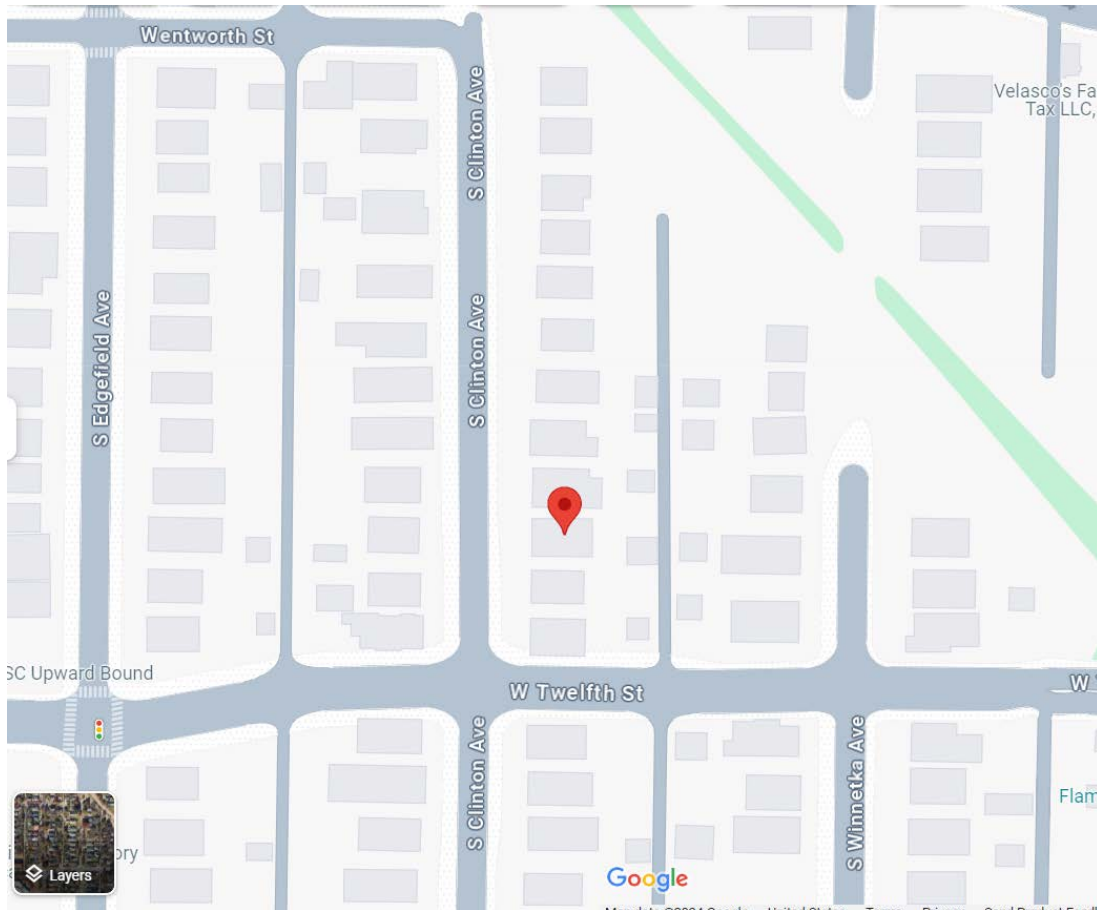 Wentworth St
S Clinton Ave
Velasco's Fa
Tax LLC,
S Edgefield Ave
S Clinton Ave
SC Upward Bound
W Twelfth St
W
S Clinton Ave
S Winnetka Ave
Flam
ory
Layers
Google